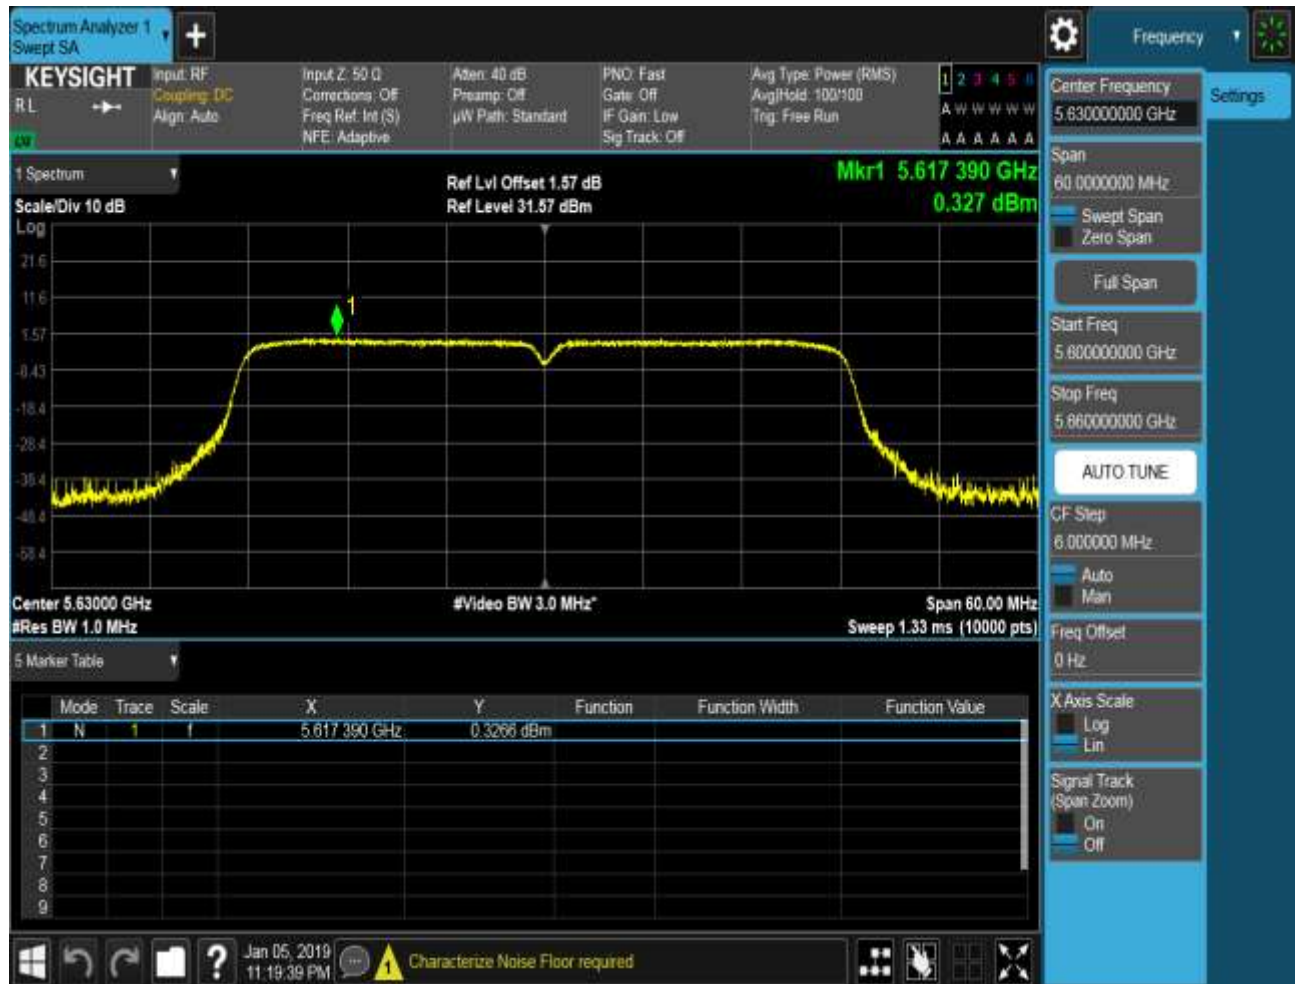 Spectrum Analyzer 1
Swept SA
Frequency
KEYSIGHT
RL
Input: RF
Coupling: DC
Align: Auto
Input Z: 50 Ω
Corrections: Off
Freq Ref: Int (S)
NFE: Adaptive
Atten: 40 dB
Preamp: Off
µW Path: Standard
PNO: Fast
Gate: Off
IF Gain: Low
Sig Track: Off
Avg Type: Power (RMS)
Avg|Hold: 100/100
Trig: Free Run
1 2 3 4 5 6
A W W W W W
A A A A A A
1 Spectrum
Scale/Div 10 dB
Log
Ref Lvl Offset 1.57 dB
Ref Level 31.57 dBm
Mkr1 5.617 390 GHz
0.327 dBm
21.6
11.6
1.57
-8.43
-18.4
-28.4
-38.4
-48.4
-58.4
1
Center 5.63000 GHz
#Res BW 1.0 MHz
#Video BW 3.0 MHz*
Span 60.00 MHz
Sweep 1.33 ms (10000 pts)
5 Marker Table
Mode Trace Scale X Y Function Function Width Function Value
1 N 1 f 5.617 390 GHz 0.3266 dBm
2
3
4
5
6
7
8
9
Jan 05, 2019
11:19:39 PM
Characterize Noise Floor required
Center Frequency
5.630000000 GHz
Settings
Span
60.0000000 MHz
Swept Span
Zero Span
Full Span
Start Freq
5.600000000 GHz
Stop Freq
5.660000000 GHz
AUTO TUNE
CF Step
6.000000 MHz
Auto
Man
Freq Offset
0 Hz
X Axis Scale
Log
Lin
Signal Track
(Span Zoom)
On
Off